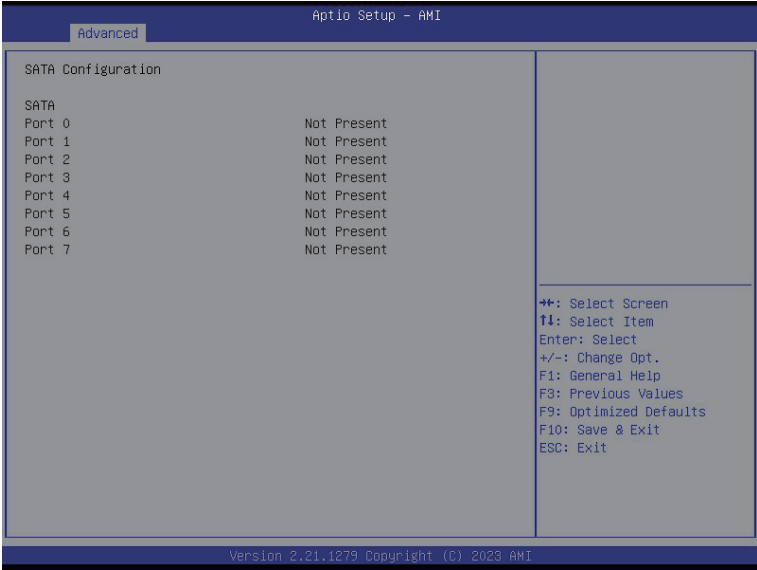 Aptio Setup – AMI
Advanced
SATA Configuration
SATA
Port 0 Not Present
Port 1 Not Present
Port 2 Not Present
Port 3 Not Present
Port 4 Not Present
Port 5 Not Present
Port 6 Not Present
Port 7 Not Present
→←: Select Screen
↑↓: Select Item
Enter: Select
+/-: Change Opt.
F1: General Help
F3: Previous Values
F9: Optimized Defaults
F10: Save & Exit
ESC: Exit
Version 2.21.1279 Copyright (C) 2023 AMI